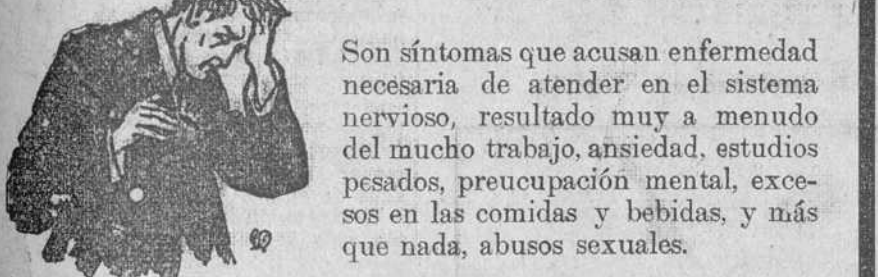 Son síntomas que acusan enfermedad
necesaria de atender en el sistema
nervioso, resultado muy a menudo
del mucho trabajo, ansiedad, estudios
pesados, preucupación mental, exce-
sos en las comidas y bebidas, y más
que nada, abusos sexuales.